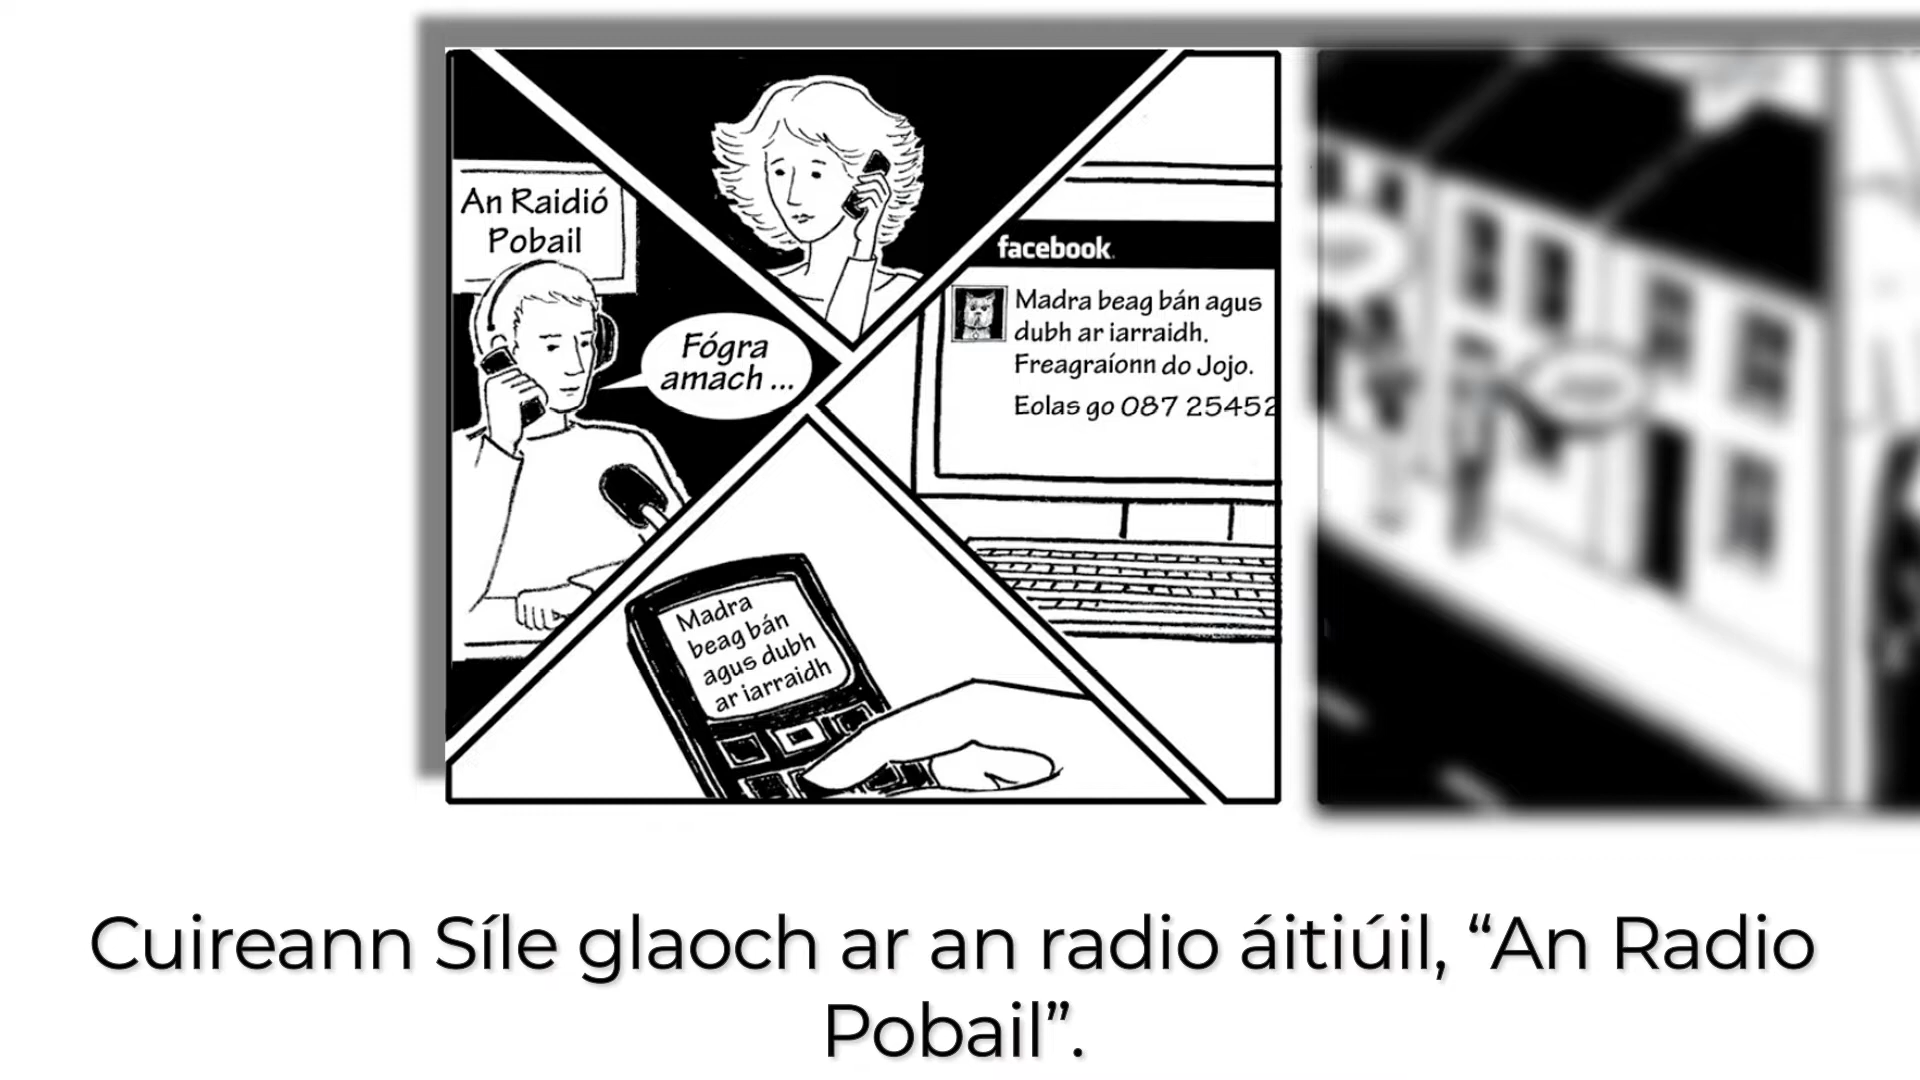 An Raidió
Pobail
Fógra
amach ...
facebook
Madra beag bán agus
dubh ar iarraidh.
Freagraíonn do Jojo.
Eolas go 087 25452
Madra
beag bán
agus dubh
ar iarraidh
Cuireann Síle glaoch ar an radio áitiúil, “An Radio
Pobail”.